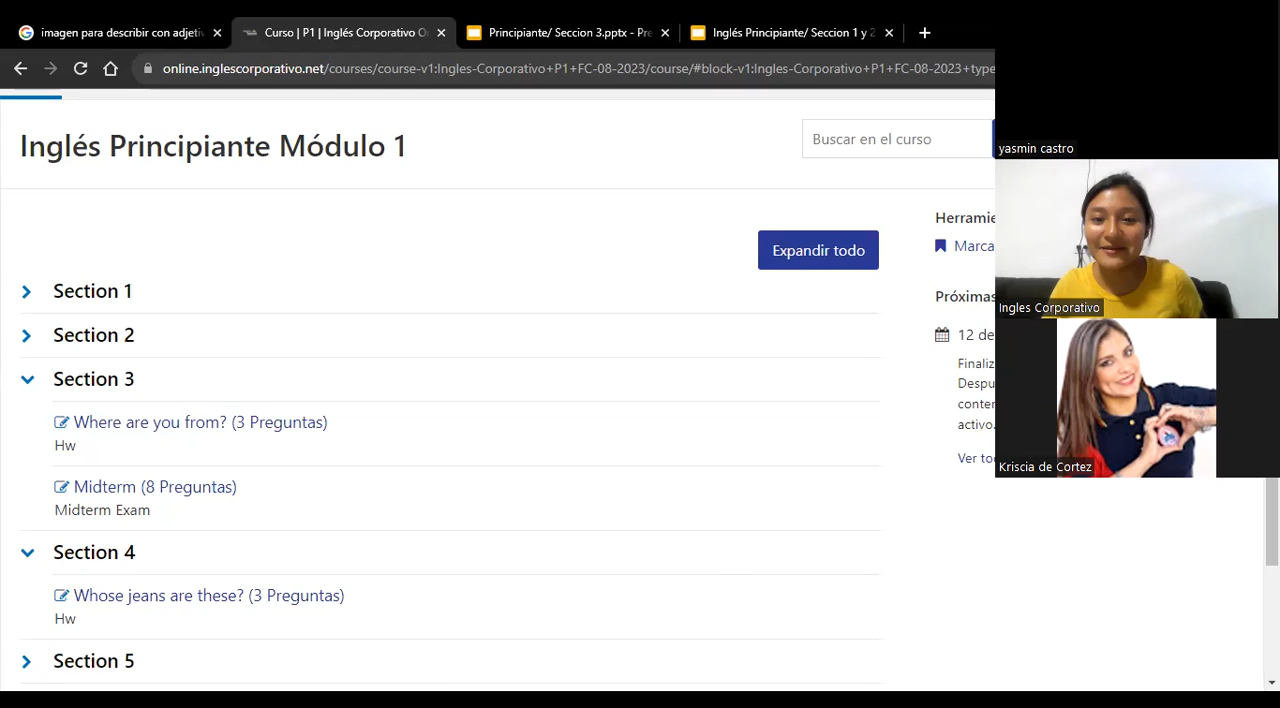 imagen para describir con adjetiv
Curso | P1 | Inglés Corporativo O
Principiante/ Seccion 3.pptx - Pre
Inglés Principiante/ Seccion 1 y 2
online.inglescorporativo.net/courses/course-v1:Ingles-Corporativo+P1+FC-08-2023/course/#block-v1:Ingles-Corporativo+P1+FC-08-2023+type
Inglés Principiante Módulo 1
Buscar en el curso
yasmin castro
Herramie
Marca
Expandir todo
Section 1
Próximas
Ingles Corporativo
Section 2
12 de
Finaliz
Despu
conter
activo.
Section 3
Where are you from? (3 Preguntas)
Hw
Ver to
Kriscia de Cortez
Midterm (8 Preguntas)
Midterm Exam
Section 4
Whose jeans are these? (3 Preguntas)
Hw
Section 5